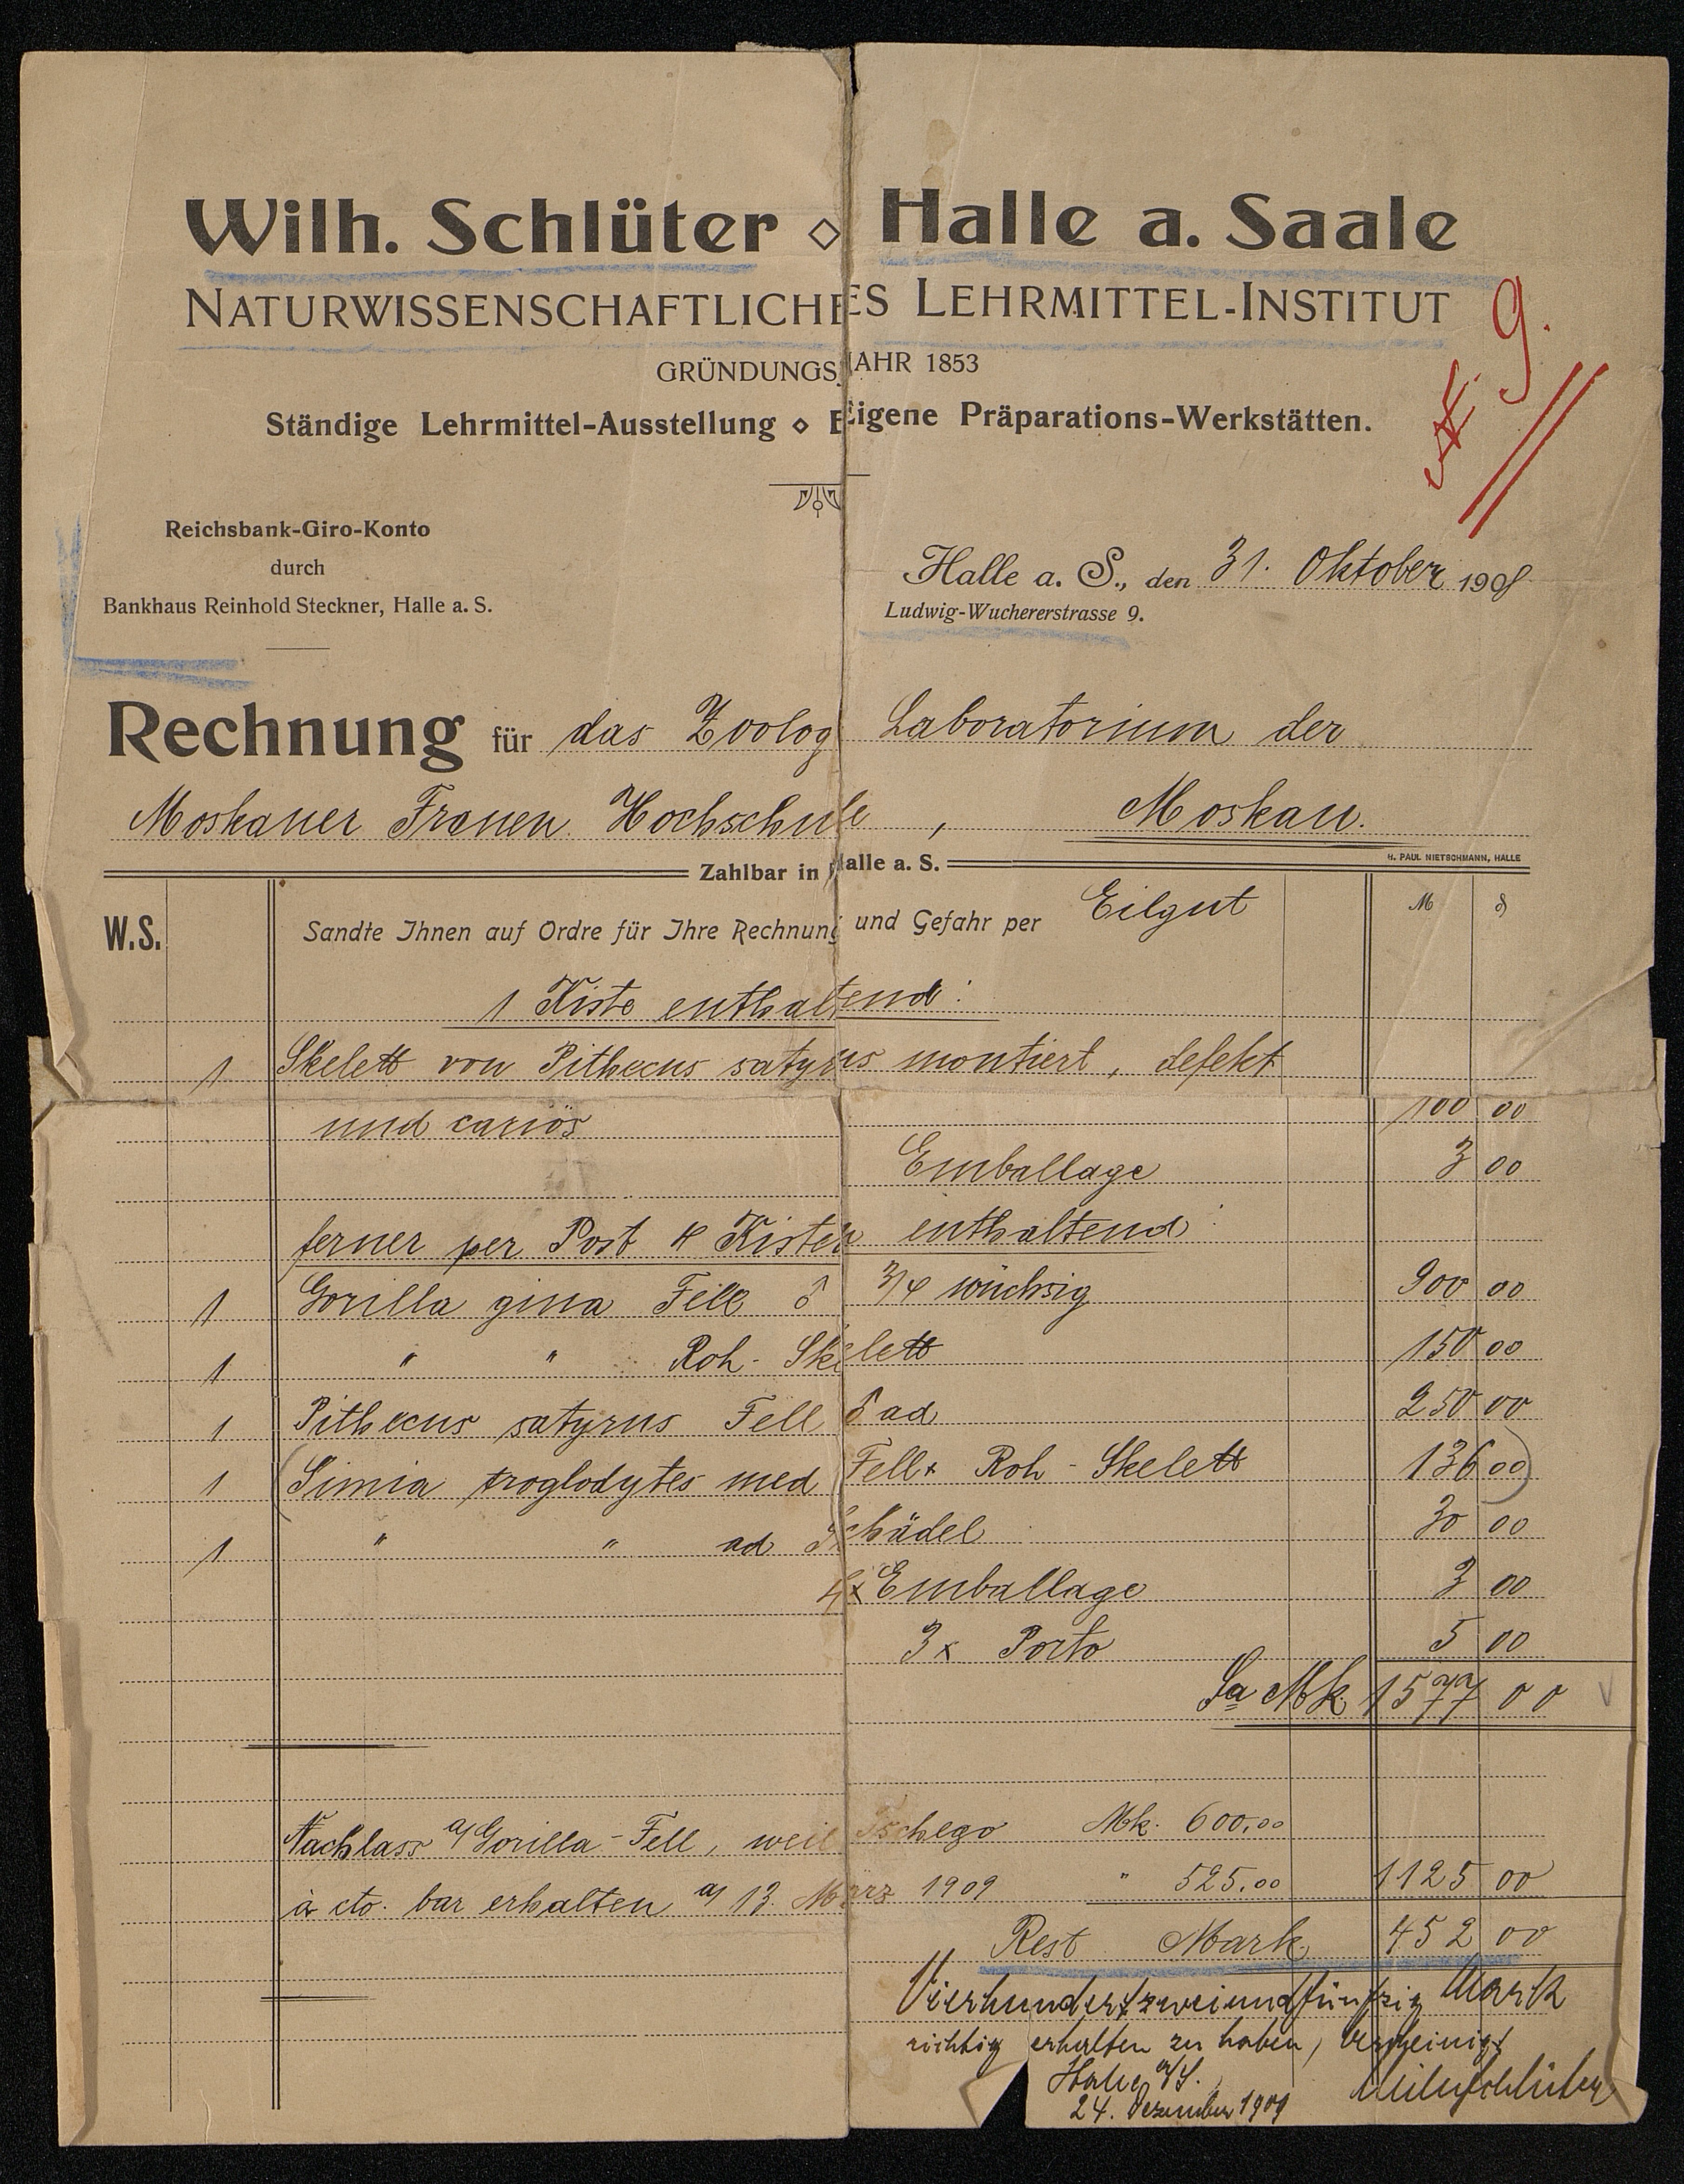 Wilh. Schlüter ◇ Halle a. Saale
NATURWISSENSCHAFTLICHES LEHRMITTEL-INSTITUT
GRÜNDUNGSJAHR 1853
Ständige Lehrmittel-Ausstellung ◇ Eigene Präparations-Werkstätten.
9.
Reichsbank-Giro-Konto
durch
Bankhaus Reinhold Steckner, Halle a. S.
Halle a. S., den 31. Oktober 1908
Ludwig-Wuchererstrasse 9.
Rechnung für das Zoolog Laboratorium der
Moskauer Frauen Hochschule, Moskau.
Zahlbar in Halle a. S.
H. PAUL NIETSCHMANN, HALLE
W.S. Sandte Ihnen auf Ordre für Ihre Rechnung und Gefahr per Eilgut M ₰
1 Kiste enthaltend:
1 Skelett von Pithecus satyrus montiert, defekt
und cariös 100 00
Emballage 3 00
ferner per Post 4 Kisten enthaltend:
1 Gorilla gina Fell ♂ 3/4 wüchsig 900 00
1 " " Roh-Skelett 150 00
1 Pithecus satyrus Fell ♂ ad 250 00
1 (Simia troglodytes med Fell + Roh-Skelett 136 00)
1 " " ad Schädel 30 00
4x Emballage 3 00
3x Porto 5 00
Sa Mk. 1577 00
Nachlass a/ Gorilla-Fell, weil Tschego Mk. 600,00
à cto. bar erhalten a/ 13. März 1909 " 525,00 1125 00
Rest Mark 452 00
Vierhundertzweiundfünfzig Mark
richtig erhalten zu haben, bescheinigt
Halle a/S.
24. Dezember 1909
Wilh Schlüter